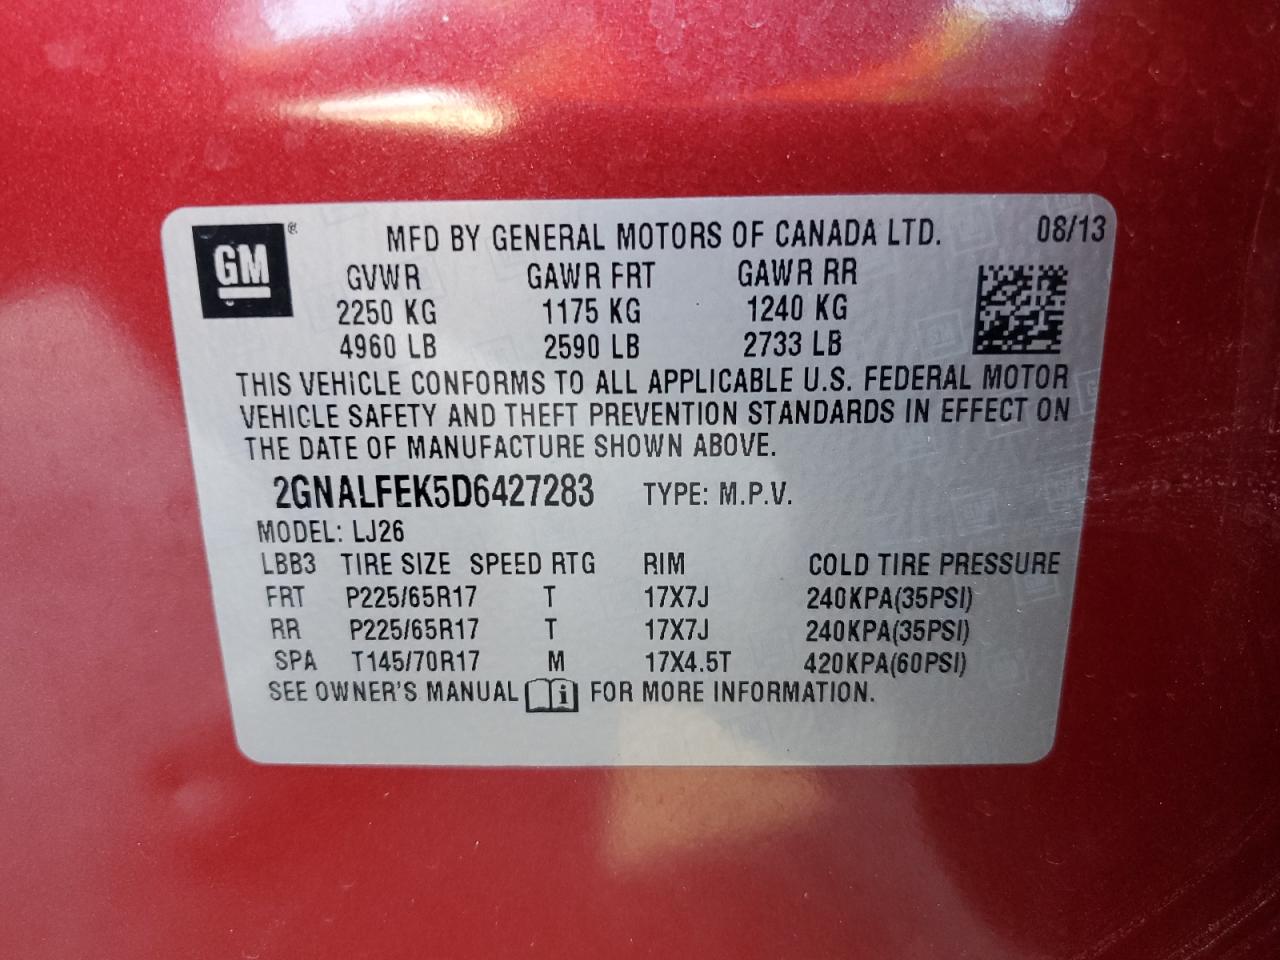 GM ® MFD BY GENERAL MOTORS OF CANADA LTD. 08/13
GVWR GAWR FRT GAWR RR
2250 KG 1175 KG 1240 KG
4960 LB 2590 LB 2733 LB
THIS VEHICLE CONFORMS TO ALL APPLICABLE U.S. FEDERAL MOTOR
VEHICLE SAFETY AND THEFT PREVENTION STANDARDS IN EFFECT ON
THE DATE OF MANUFACTURE SHOWN ABOVE.
2GNALFEK5D6427283 TYPE: M.P.V.
MODEL: LJ26
LBB3 TIRE SIZE SPEED RTG RIM COLD TIRE PRESSURE
FRT P225/65R17 T 17X7J 240KPA(35PSI)
RR P225/65R17 T 17X7J 240KPA(35PSI)
SPA T145/70R17 M 17X4.5T 420KPA(60PSI)
SEE OWNER'S MANUAL i FOR MORE INFORMATION.